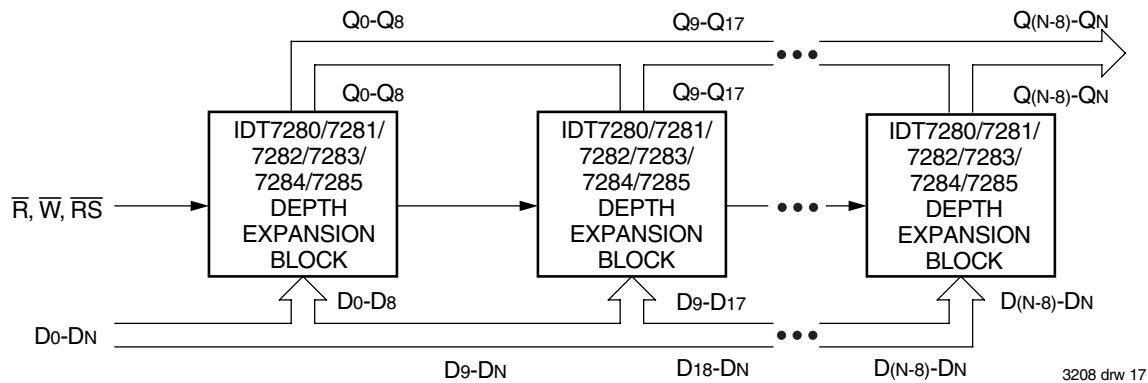 Q0-Q8 Q9-Q17 Q(N-8)-QN
Q0-Q8 Q9-Q17 Q(N-8)-QN
IDT7280/7281/
7282/7283/
7284/7285
DEPTH
EXPANSION
BLOCK
IDT7280/7281/
7282/7283/
7284/7285
DEPTH
EXPANSION
BLOCK
IDT7280/7281/
7282/7283/
7284/7285
DEPTH
EXPANSION
BLOCK
R̅, W̅, R̅S̅
D0-D8 D9-D17 D(N-8)-DN
D0-DN
D9-DN D18-DN D(N-8)-DN
3208 drw 17